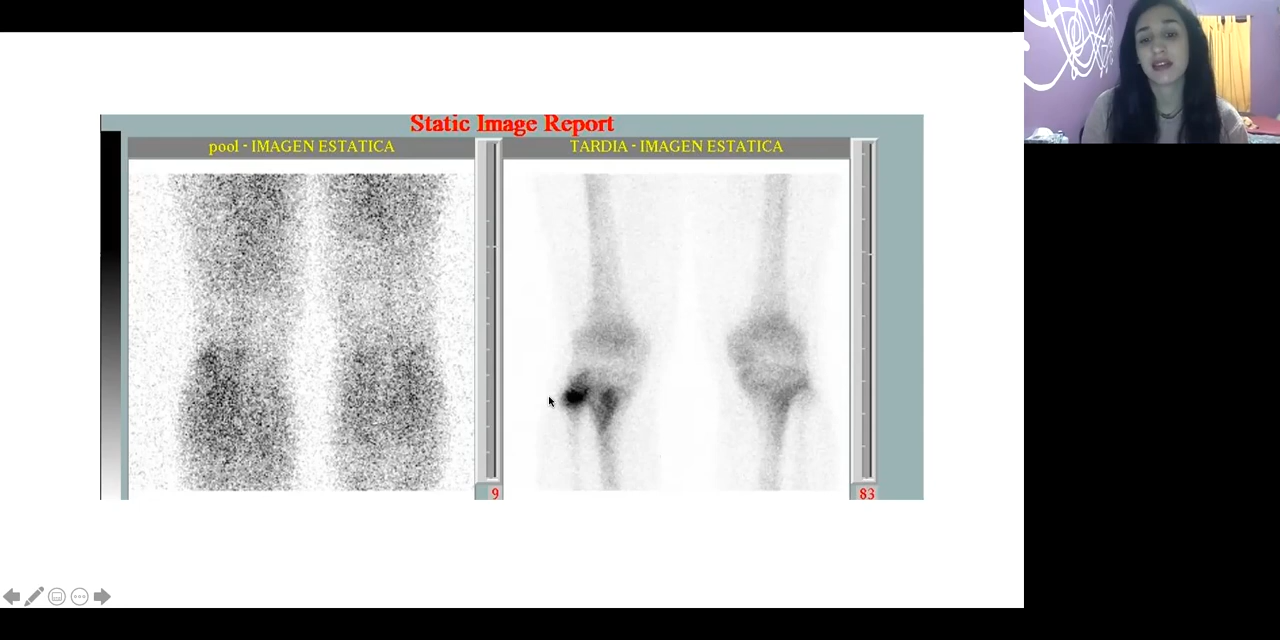 Static Image Report
pool - IMAGEN ESTATICA
TARDIA - IMAGEN ESTATICA
9
83